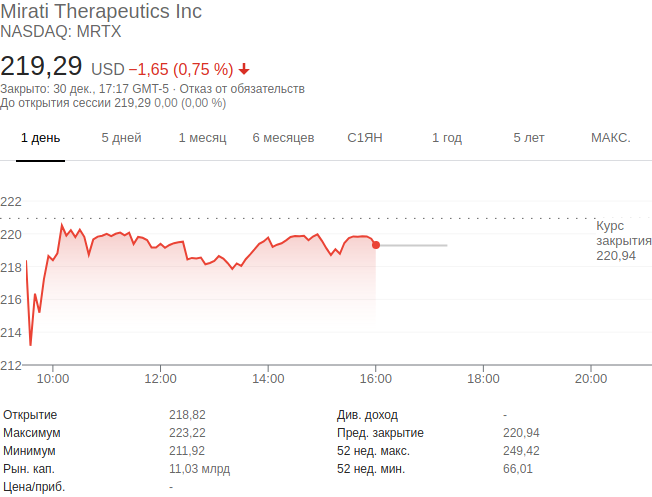 Mirati Therapeutics Inc
NASDAQ: MRTX
219,29 USD −1,65 (0,75 %)
Закрыто: 30 дек., 17:17 GMT-5 · Отказ от обязательств
До открытия сессии 219,29 0,00 (0,00 %)
1 день 5 дней 1 месяц 6 месяцев С1ЯН 1 год 5 лет МАКС.
222
220
218
216
214
212
Курс
закрытия
220,94
10:00 12:00 14:00 16:00 18:00 20:00
Открытие 218,82 Див. доход -
Максимум 223,22 Пред. закрытие 220,94
Минимум 211,92 52 нед. макс. 249,42
Рын. кап. 11,03 млрд 52 нед. мин. 66,01
Цена/приб. -